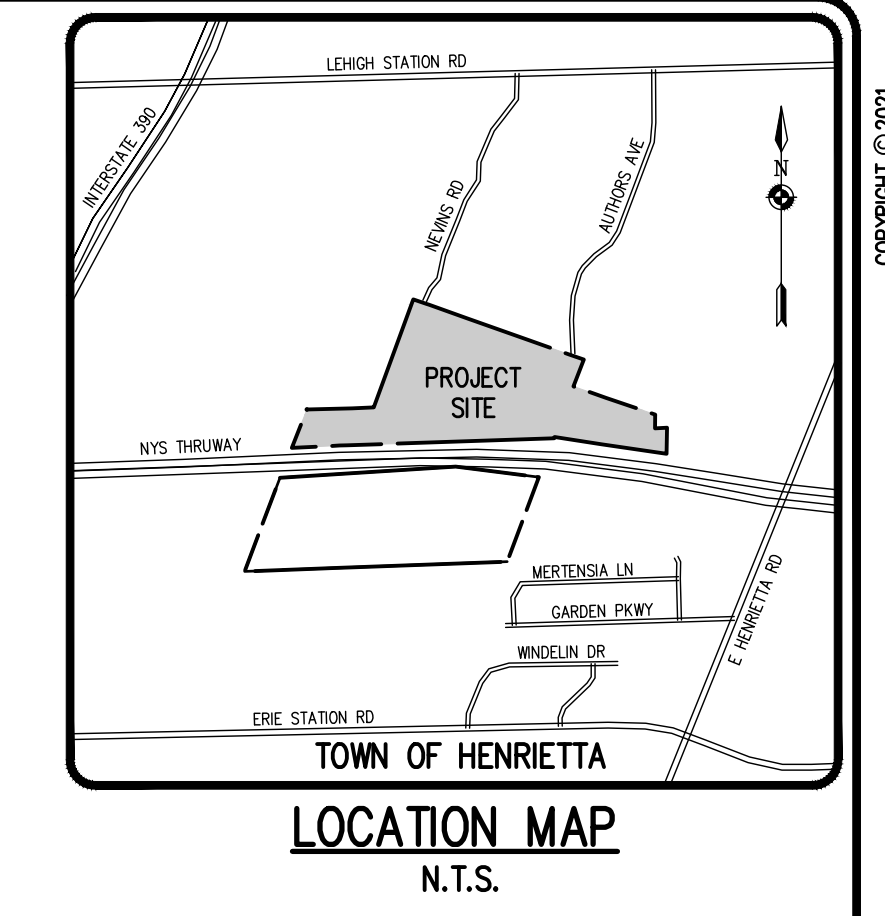 LEHIGH STATION RD
INTERSTATE 390
NEVINS RD
AUTHORS AVE
N
COPYRIGHT ©2021
PROJECT
SITE
NYS THRUWAY
MERTENSIA LN
GARDEN PKWY
E HENRIETTA RD
WINDELIN DR
ERIE STATION RD
TOWN OF HENRIETTA
LOCATION MAP
N.T.S.